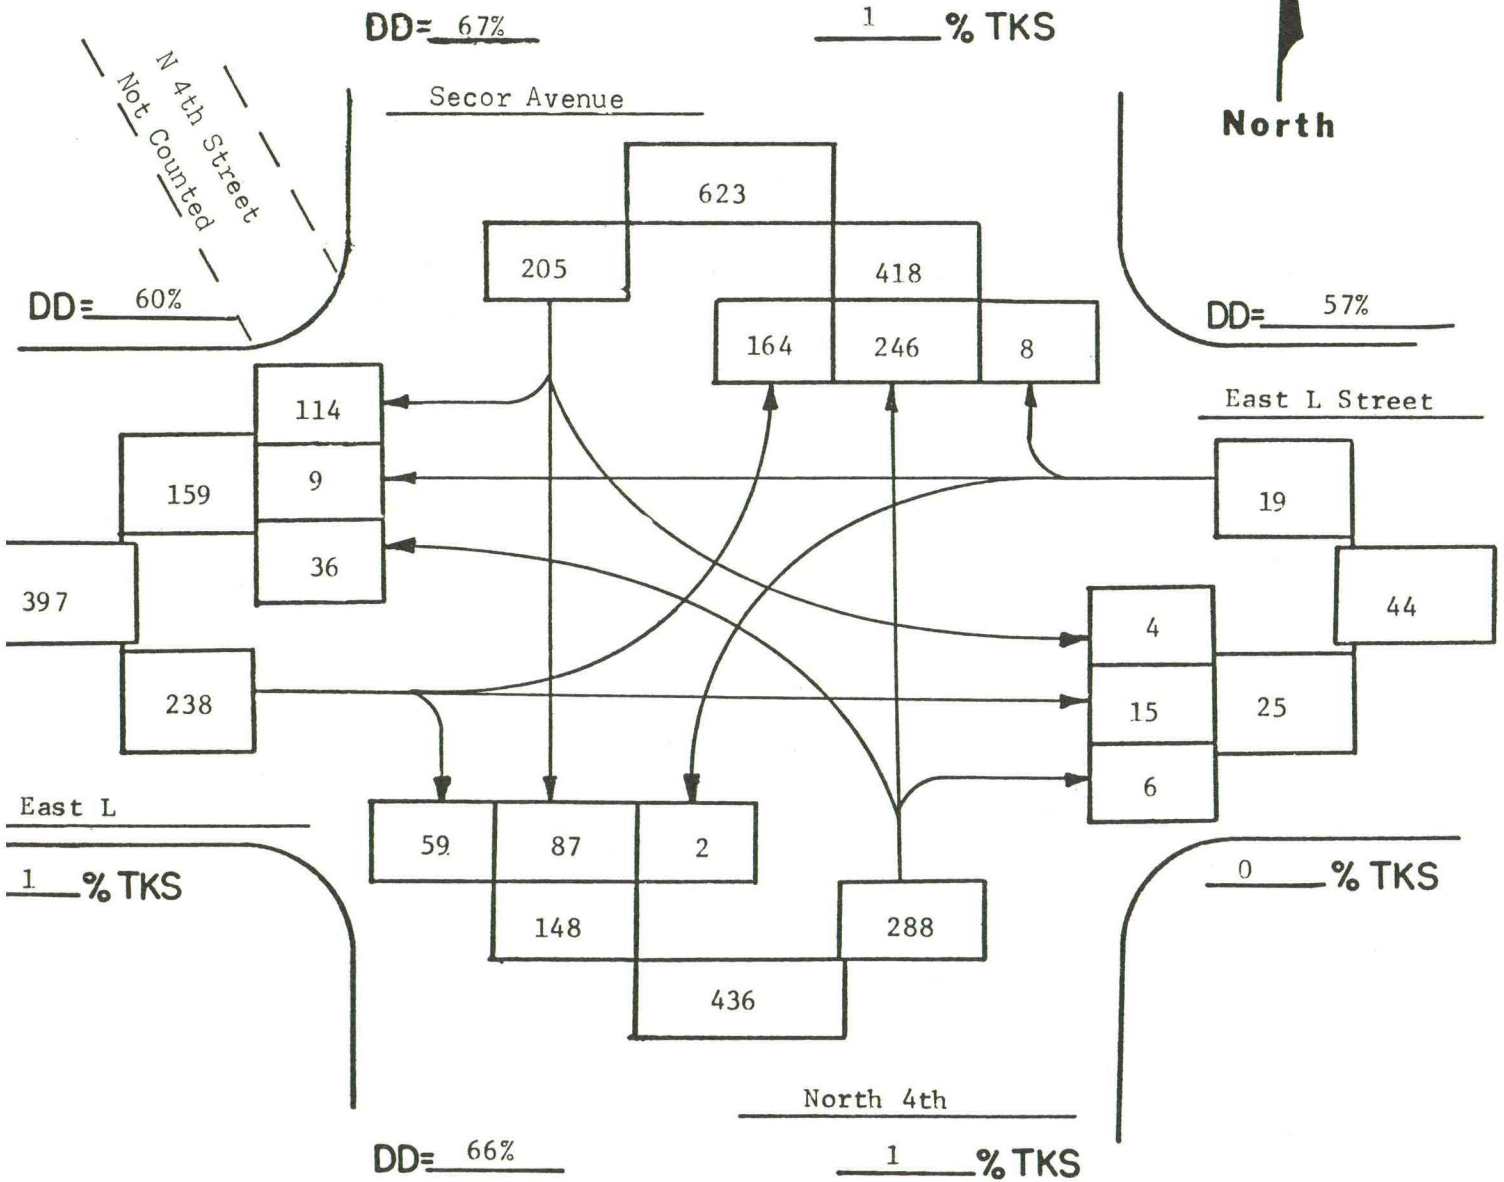 DD= 67%
1 % TKS
N 4th Street
Not Counted
Secor Avenue
North
623
205
418
DD= 60%
DD= 57%
164 246 8
114
East L Street
159
9
19
36
397
44
4
238
15
25
6
East L
59 87 2
1 % TKS
0 % TKS
148
288
436
North 4th
DD= 66%
1 % TKS